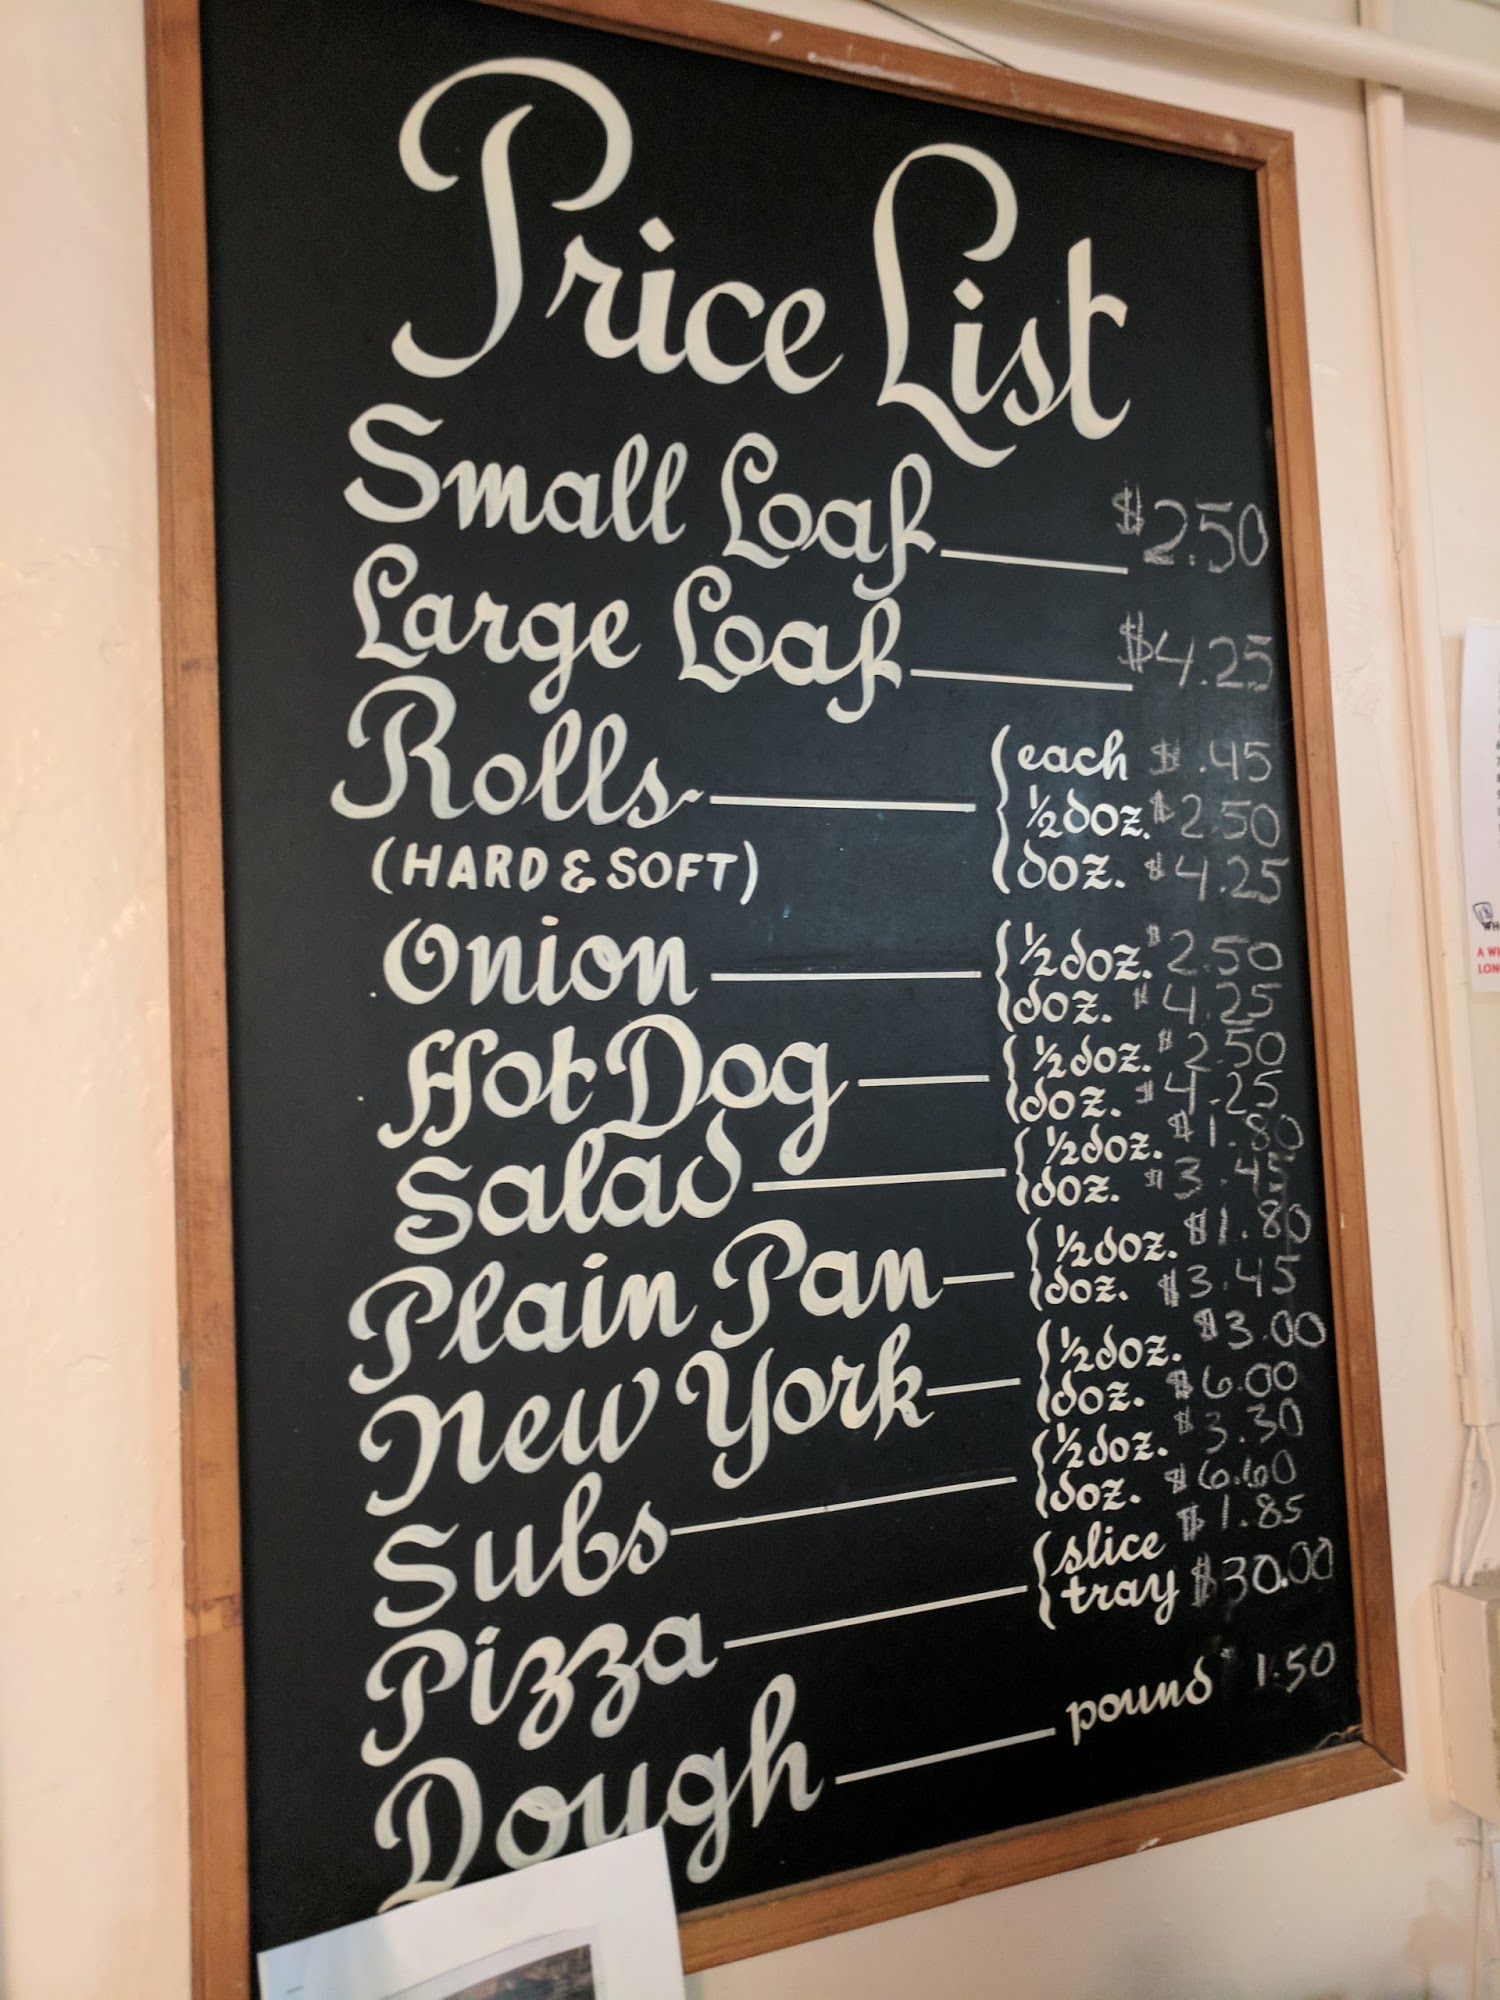 Price List
Small Loaf $2.50
Large Loaf $4.25
Rolls each $.45
½doz. $2.50
(HARD & SOFT) doz. $4.25
Onion ½doz. $2.50
doz. $4.25
Hot Dog ½doz. $2.50
doz. $4.25
Salad ½doz. $1.80
doz. $3.45
Plain Pan ½doz. $1.80
doz. $3.45
New York ½doz. $3.00
doz. $6.00
Subs ½doz. $3.30
doz. $6.60
Pizza slice $1.85
tray $30.00
Dough pound 1.50